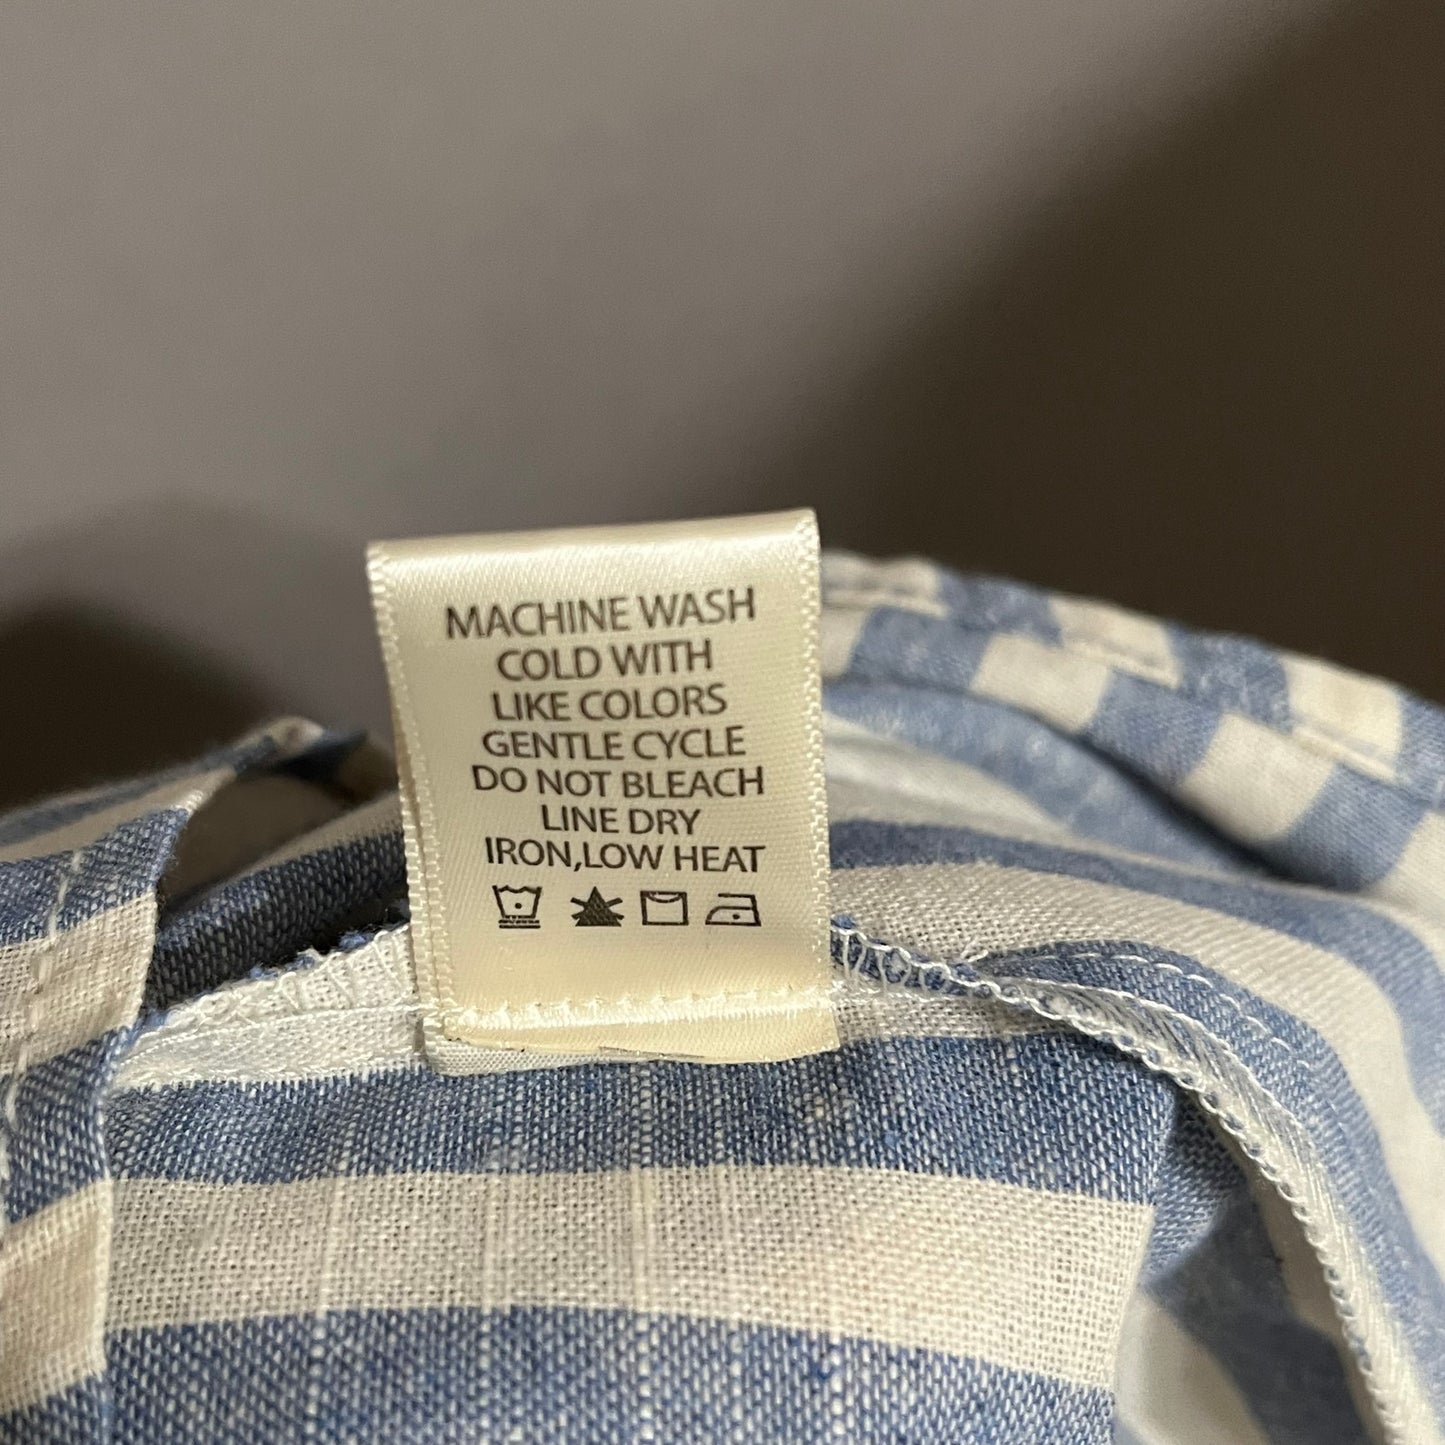 MACHINE WASH
COLD WITH
LIKE COLORS
GENTLE CYCLE
DO NOT BLEACH
LINE DRY
IRON,LOW HEAT